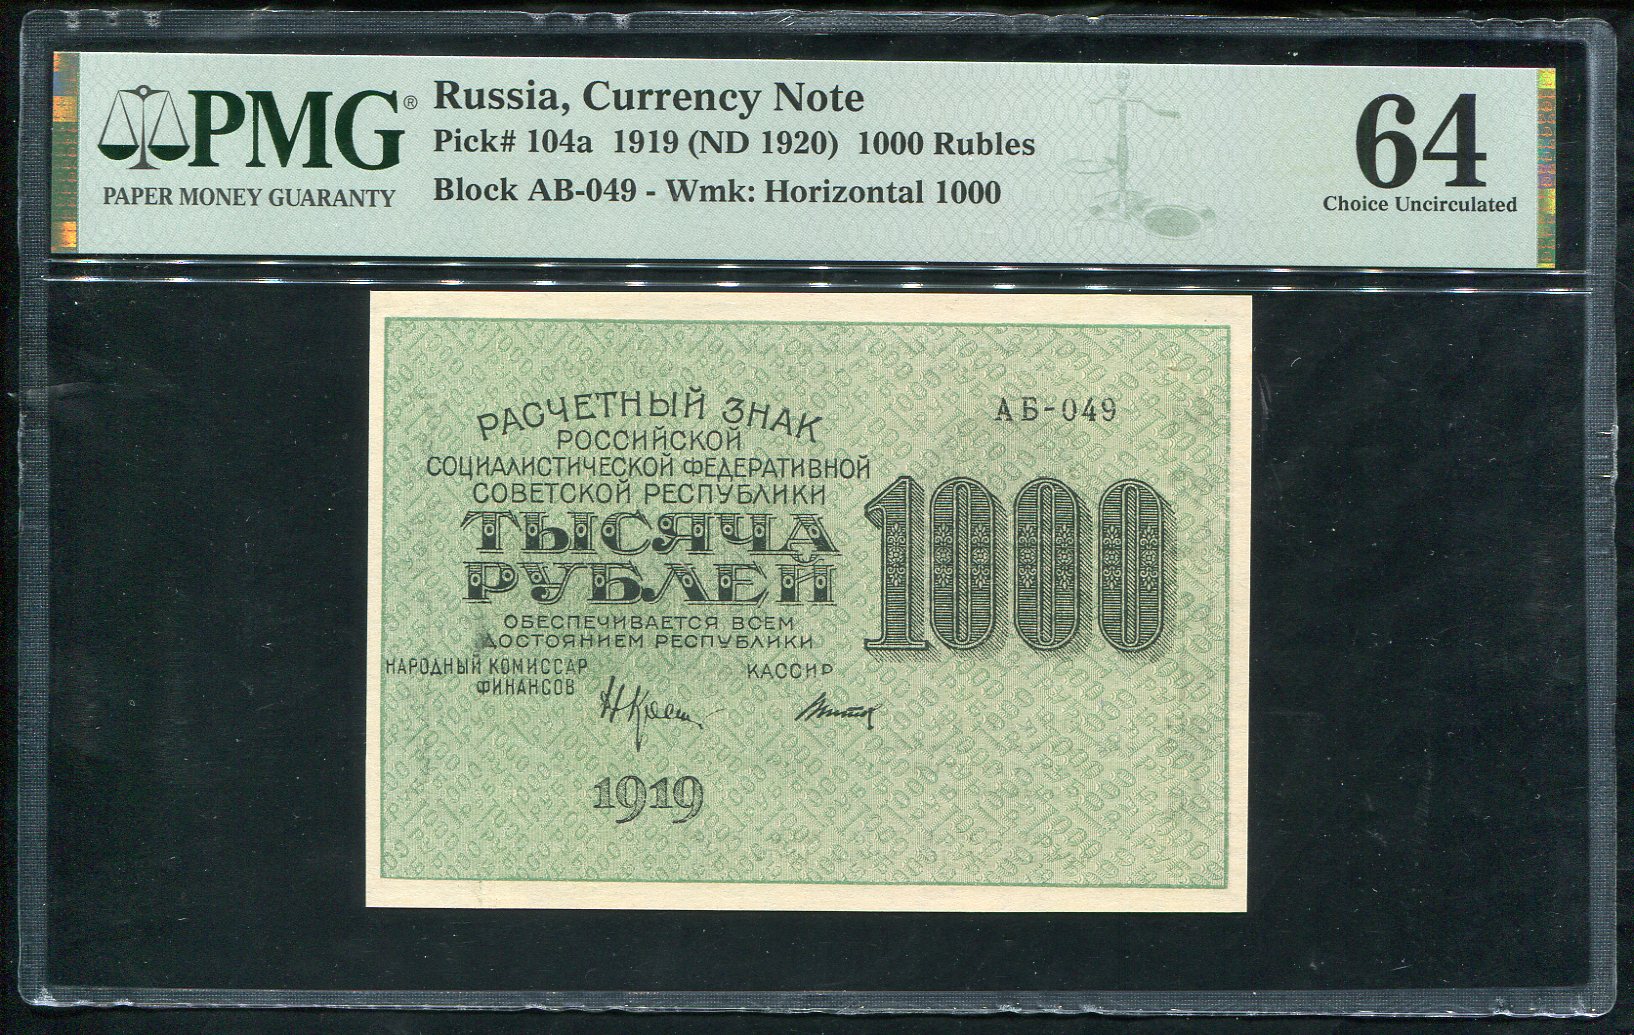 PMG®
PAPER MONEY GUARANTY
Russia, Currency Note
Pick# 104a 1919 (ND 1920) 1000 Rubles
Block AB-049 - Wmk: Horizontal 1000
64
Choice Uncirculated
РАСЧЕТНЫЙ ЗНАК
РОССИЙСКОЙ
СОЦИАЛИСТИЧЕСКОЙ ФЕДЕРАТИВНОЙ
СОВЕТСКОЙ РЕСПУБЛИКИ
АБ-049
ТЫСЯЧА
РУБЛЕЙ
1000
ОБЕСПЕЧИВАЕТСЯ ВСЕМ
ДОСТОЯНИЕМ РЕСПУБЛИКИ
НАРОДНЫЙ КОМИССАР
ФИНАНСОВ
КАССИР
1919